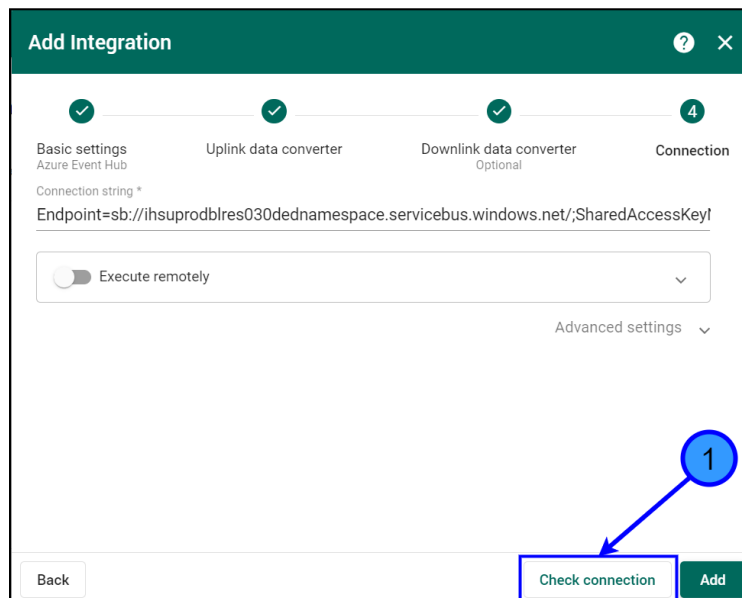 Add Integration ?
4
Basic settings Uplink data converter Downlink data converter Connection
Azure Event Hub Optional
Connection string *
Endpoint=sb://ihsuprodblres030dednamespace.servicebus.windows.net/;SharedAccessKey
Execute remotely
Advanced settings
1
Back Check connection Add